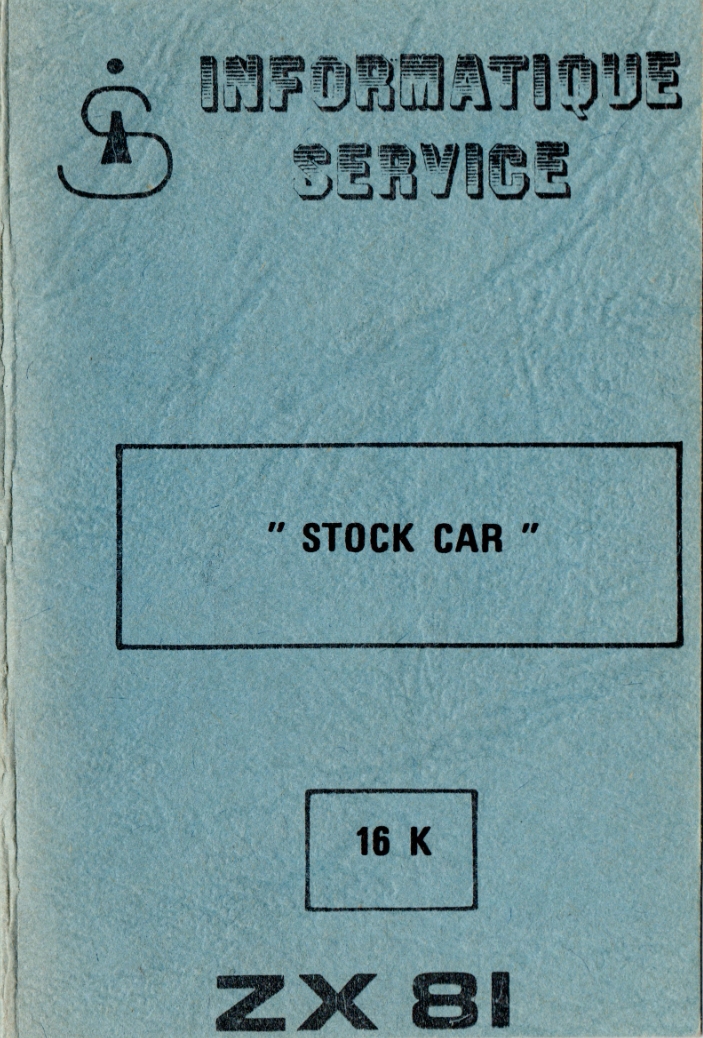 INFORMATIQUE
SERVICE
" STOCK CAR "
16 K
ZX 81